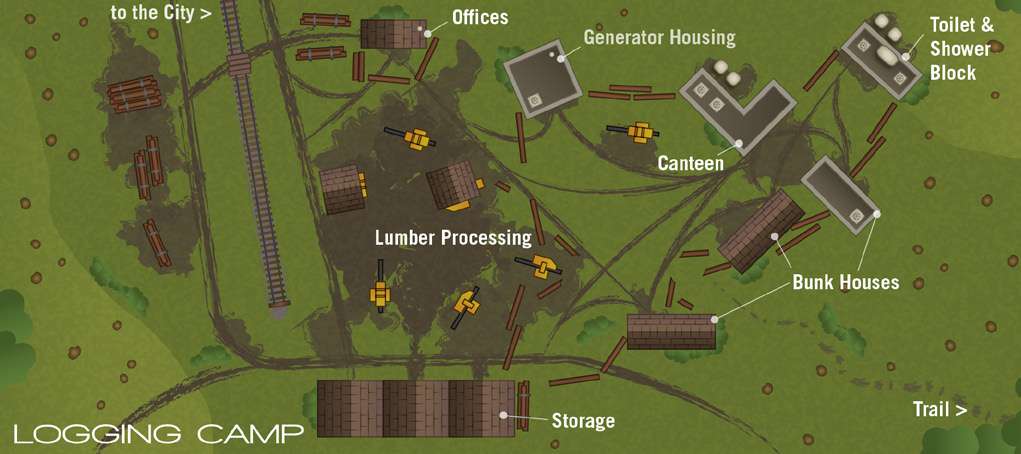 to the City >
Offices
Generator Housing
Toilet &
Shower
Block
Canteen
Lumber Processing
Bunk Houses
Storage
Trail >
LOGGING CAMP